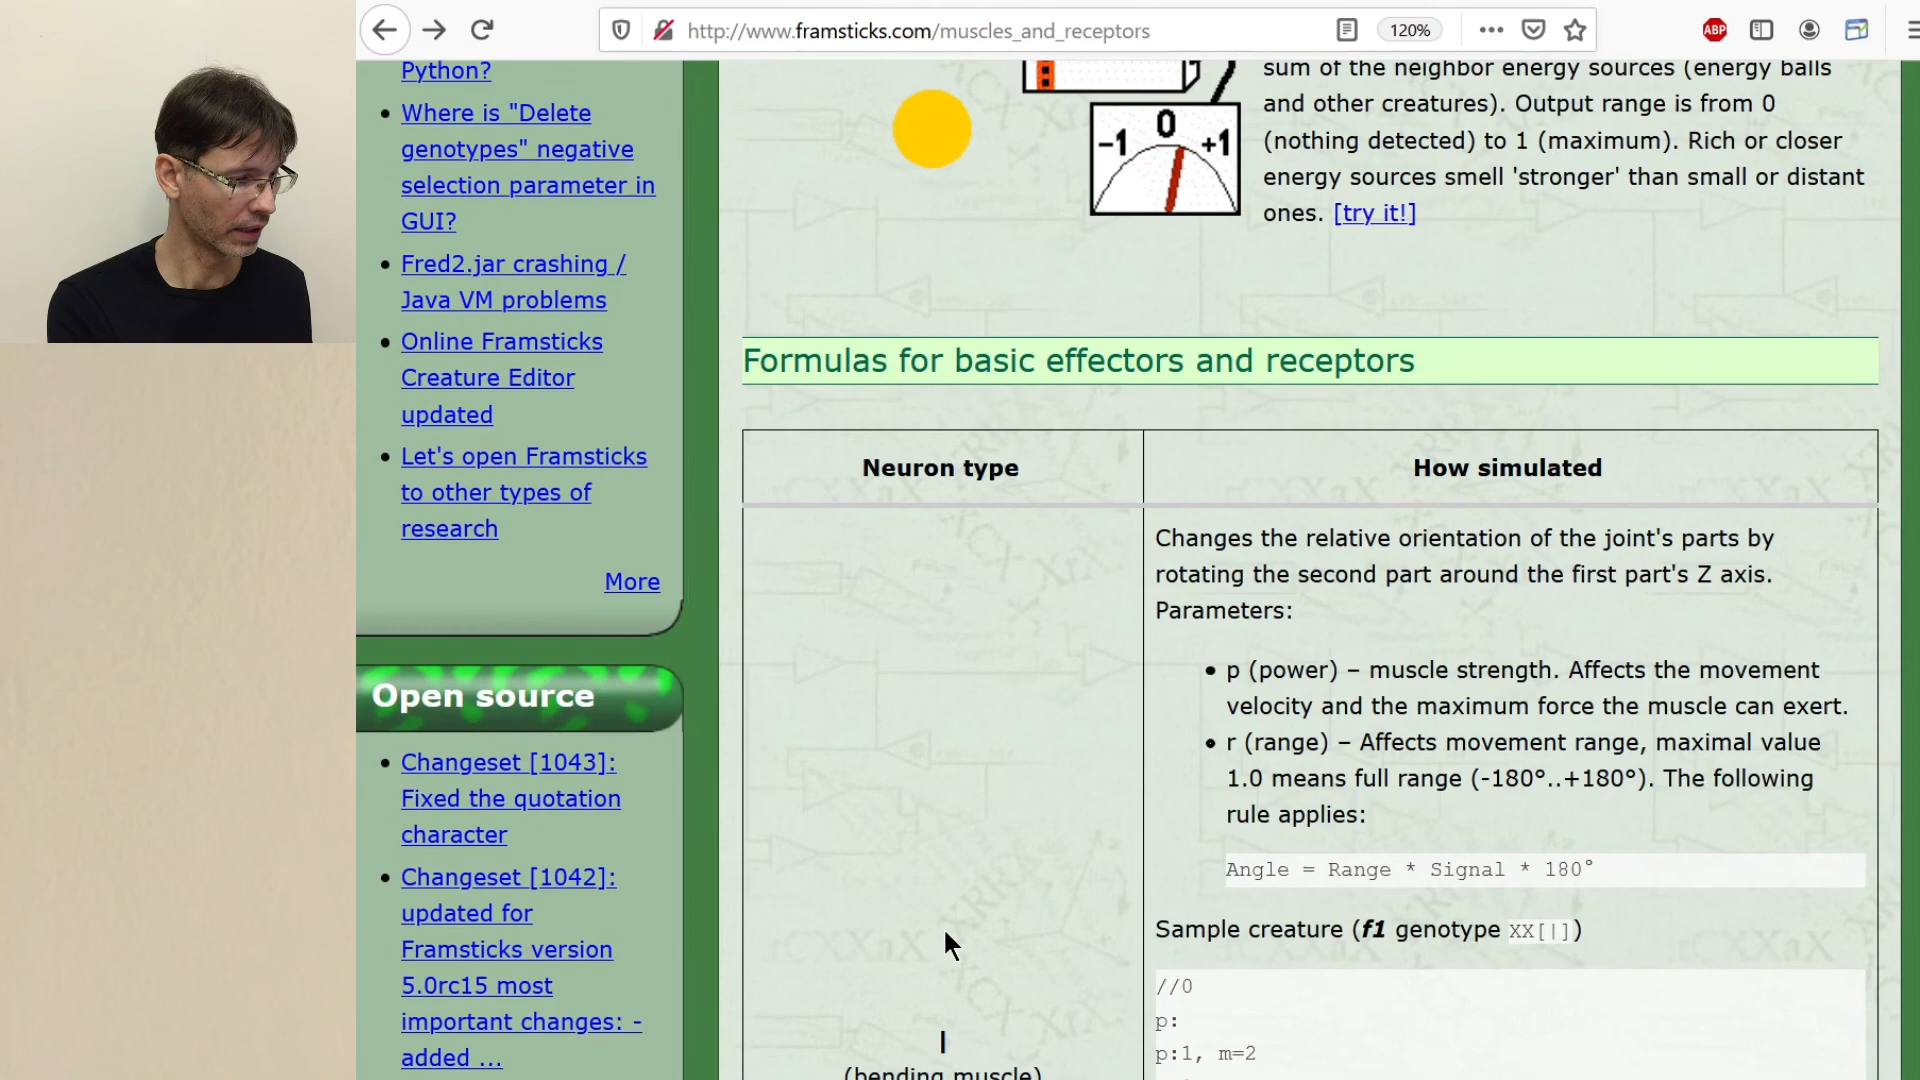 http://www.framsticks.com/muscles_and_receptors
120%
ABP
Python?
Where is "Delete
genotypes" negative
selection parameter in
GUI?
Fred2.jar crashing /
Java VM problems
Online Framsticks
Creature Editor
updated
Let's open Framsticks
to other types of
research
More
Open source
Changeset [1043]:
Fixed the quotation
character
Changeset [1042]:
updated for
Framsticks version
5.0rc15 most
important changes: -
added ...
-1 0 +1
sum of the neighbor energy sources (energy balls
and other creatures). Output range is from 0
(nothing detected) to 1 (maximum). Rich or closer
energy sources smell 'stronger' than small or distant
ones. [try it!]
Formulas for basic effectors and receptors
Neuron type
How simulated
|
(bending muscle)
Changes the relative orientation of the joint's parts by
rotating the second part around the first part's Z axis.
Parameters:
p (power) – muscle strength. Affects the movement
velocity and the maximum force the muscle can exert.
r (range) – Affects movement range, maximal value
1.0 means full range (-180°..+180°). The following
rule applies:
Angle = Range * Signal * 180°
Sample creature (f1 genotype XX[|])
//0
p:
p:1, m=2